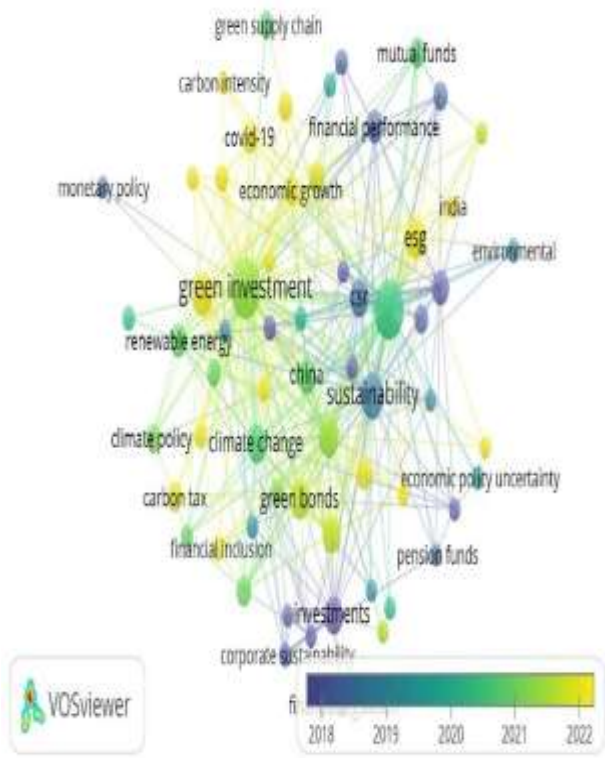 green supply chain
mutual funds
carbon intensity
covid-19
financial performance
monetary policy
economic growth
india
esg
environmental
green investment
csr
renewable energy
china
sustainability
climate policy
climate change
economic policy uncertainty
carbon tax
green bonds
financial inclusion
pension funds
investments
corporate sustainability
fi
VOSviewer
2018 2019 2020 2021 2022